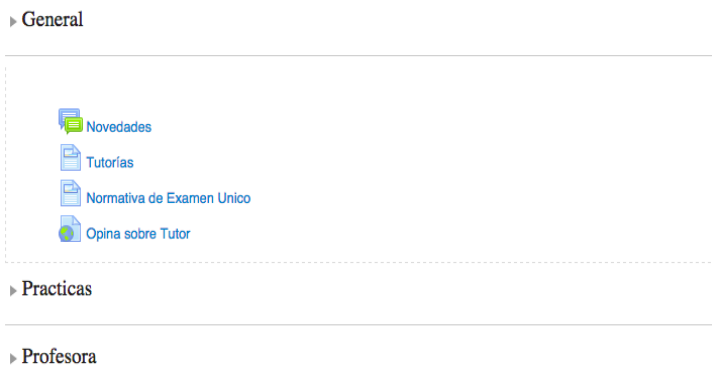 General
Novedades
Tutorías
Normativa de Examen Unico
Opina sobre Tutor
Practicas
Profesora